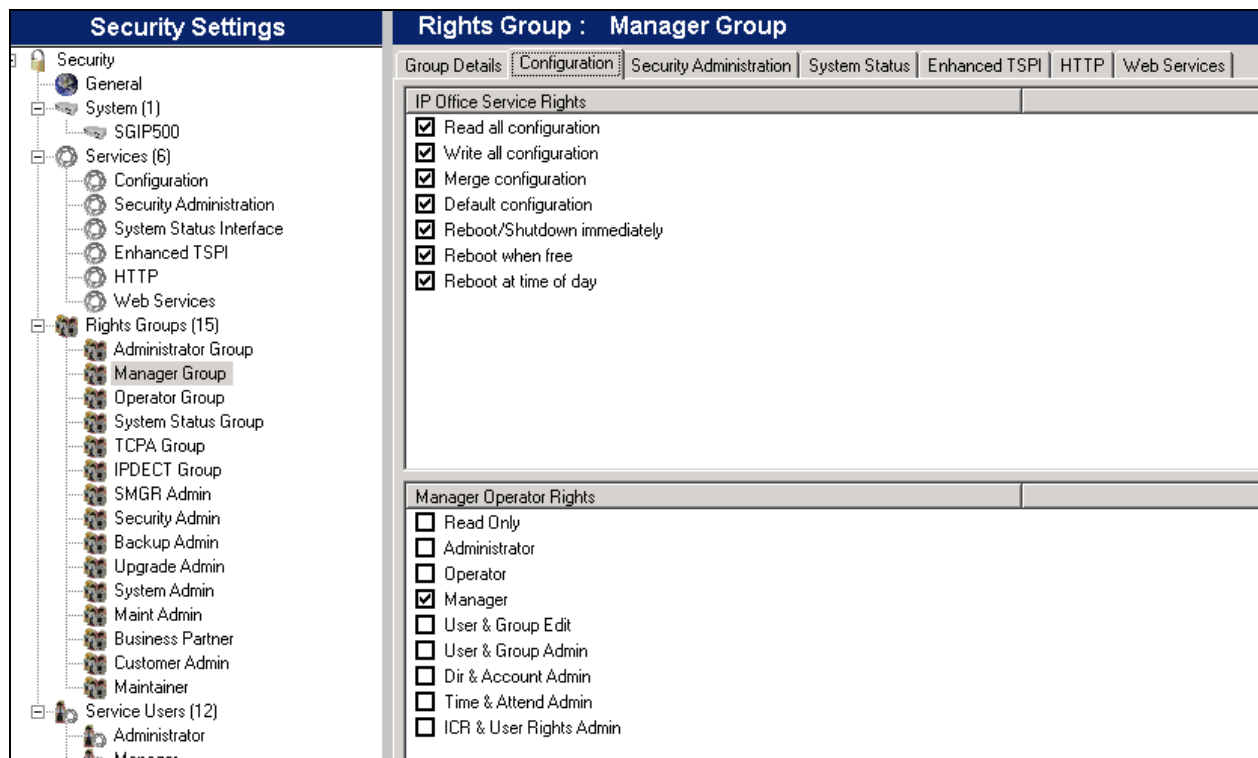 Security Settings
Security
General
System (1)
SGIP500
Services (6)
Configuration
Security Administration
System Status Interface
Enhanced TSPI
HTTP
Web Services
Rights Groups (15)
Administrator Group
Manager Group
Operator Group
System Status Group
TCPA Group
IPDECT Group
SMGR Admin
Security Admin
Backup Admin
Upgrade Admin
System Admin
Maint Admin
Business Partner
Customer Admin
Maintainer
Service Users (12)
Administrator
Manager
Rights Group : Manager Group
Group Details Configuration Security Administration System Status Enhanced TSPI HTTP Web Services
IP Office Service Rights
Read all configuration
Write all configuration
Merge configuration
Default configuration
Reboot/Shutdown immediately
Reboot when free
Reboot at time of day
Manager Operator Rights
Read Only
Administrator
Operator
Manager
User & Group Edit
User & Group Admin
Dir & Account Admin
Time & Attend Admin
ICR & User Rights Admin